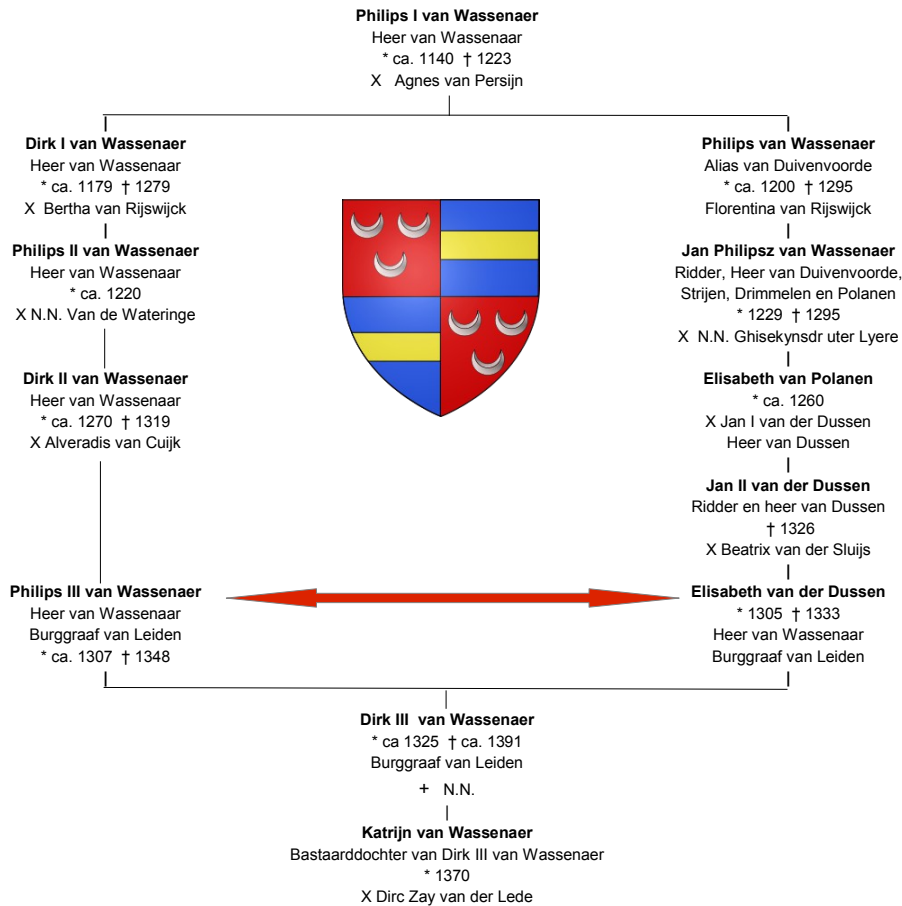 Philips I van Wassenaer
Heer van Wassenaar
* ca. 1140 † 1223
X Agnes van Persijn
Dirk I van Wassenaer
Heer van Wassenaar
* ca. 1179 † 1279
X Bertha van Rijswijck
Philips II van Wassenaer
Heer van Wassenaar
* ca. 1220
X N.N. Van de Wateringe
Dirk II van Wassenaer
Heer van Wassenaar
* ca. 1270 † 1319
X Alveradis van Cuijk
Philips III van Wassenaer
Heer van Wassenaar
Burggraaf van Leiden
* ca. 1307 † 1348
Philips van Wassenaer
Alias van Duivenvoorde
* ca. 1200 † 1295
Florentina van Rijswijck
Jan Philipsz van Wassenaer
Ridder, Heer van Duivenvoorde,
Strijen, Drimmelen en Polanen
* 1229 † 1295
X N.N. Ghisekynsdr uter Lyere
Elisabeth van Polanen
* ca. 1260
X Jan I van der Dussen
Heer van Dussen
Jan II van der Dussen
Ridder en heer van Dussen
† 1326
X Beatrix van der Sluijs
Elisabeth van der Dussen
* 1305 † 1333
Heer van Wassenaar
Burggraaf van Leiden
Dirk III van Wassenaer
* ca 1325 † ca. 1391
Burggraaf van Leiden
+ N.N.
Katrijn van Wassenaer
Bastaarddochter van Dirk III van Wassenaer
* 1370
X Dirc Zay van der Lede